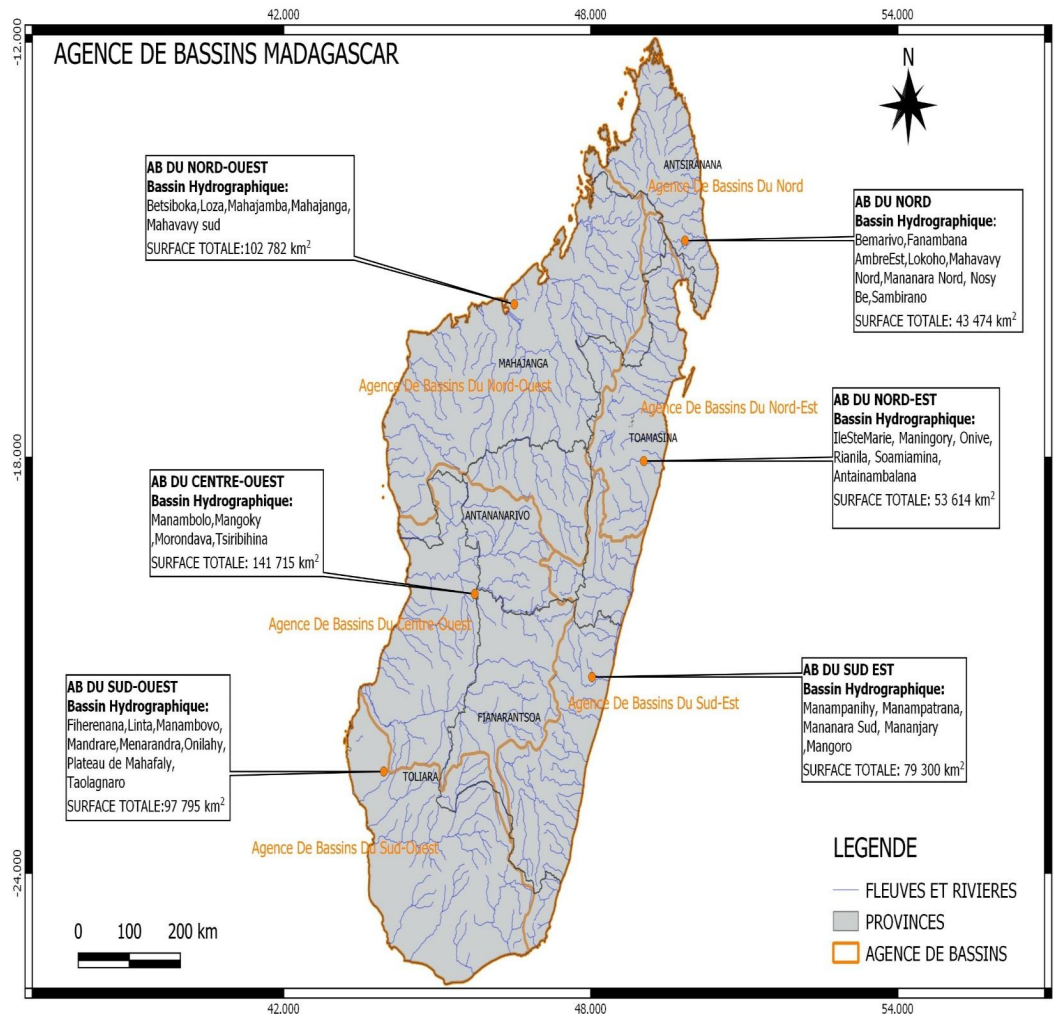 42.000
48.000
54.000
-12.000
AGENCE DE BASSINS MADAGASCAR
N
AB DU NORD-OUEST
Bassin Hydrographique:
Betsiboka,Loza,Mahajamba,Mahajanga,
Mahavavy sud
SURFACE TOTALE:102 782 km²
ANTSIRANANA
Agence De Bassins Du Nord
AB DU NORD
Bassin Hydrographique:
Bemarivo,Fanambana
AmbreEst,Lokoho,Mahavavy
Nord,Mananara Nord, Nosy
Be,Sambirano
SURFACE TOTALE: 43 474 km²
MAHAJANGA
Agence De Bassins Du Nord-Ouest
Agence De Bassins Du Nord-Est
TOAMASINA
AB DU NORD-EST
Bassin Hydrographique:
IleSteMarie, Maningory, Onive,
Rianila, Soamiamina,
Antainambalana
SURFACE TOTALE: 53 614 km²
-18.000
AB DU CENTRE-OUEST
Bassin Hydrographique:
Manambolo,Mangoky
,Morondava,Tsiribihina
SURFACE TOTALE: 141 715 km²
ANTANANARIVO
Agence De Bassins Du Centre-Ouest
AB DU SUD-OUEST
Bassin Hydrographique:
Fiherenana,Linta,Manambovo,
Mandrare,Menarandra,Onilahy,
Plateau de Mahafaly,
Taolagnaro
SURFACE TOTALE:97 795 km²
AB DU SUD EST
Bassin Hydrographique:
Manampanihy, Manampatrana,
Mananara Sud, Mananjary
,Mangoro
SURFACE TOTALE: 79 300 km²
Agence De Bassins Du Sud-Est
FIANARANTSOA
TOLIARA
Agence De Bassins Du Sud-Ouest
-24.000
LEGENDE
FLEUVES ET RIVIERES
PROVINCES
AGENCE DE BASSINS
0 100 200 km
42.000
48.000
54.000